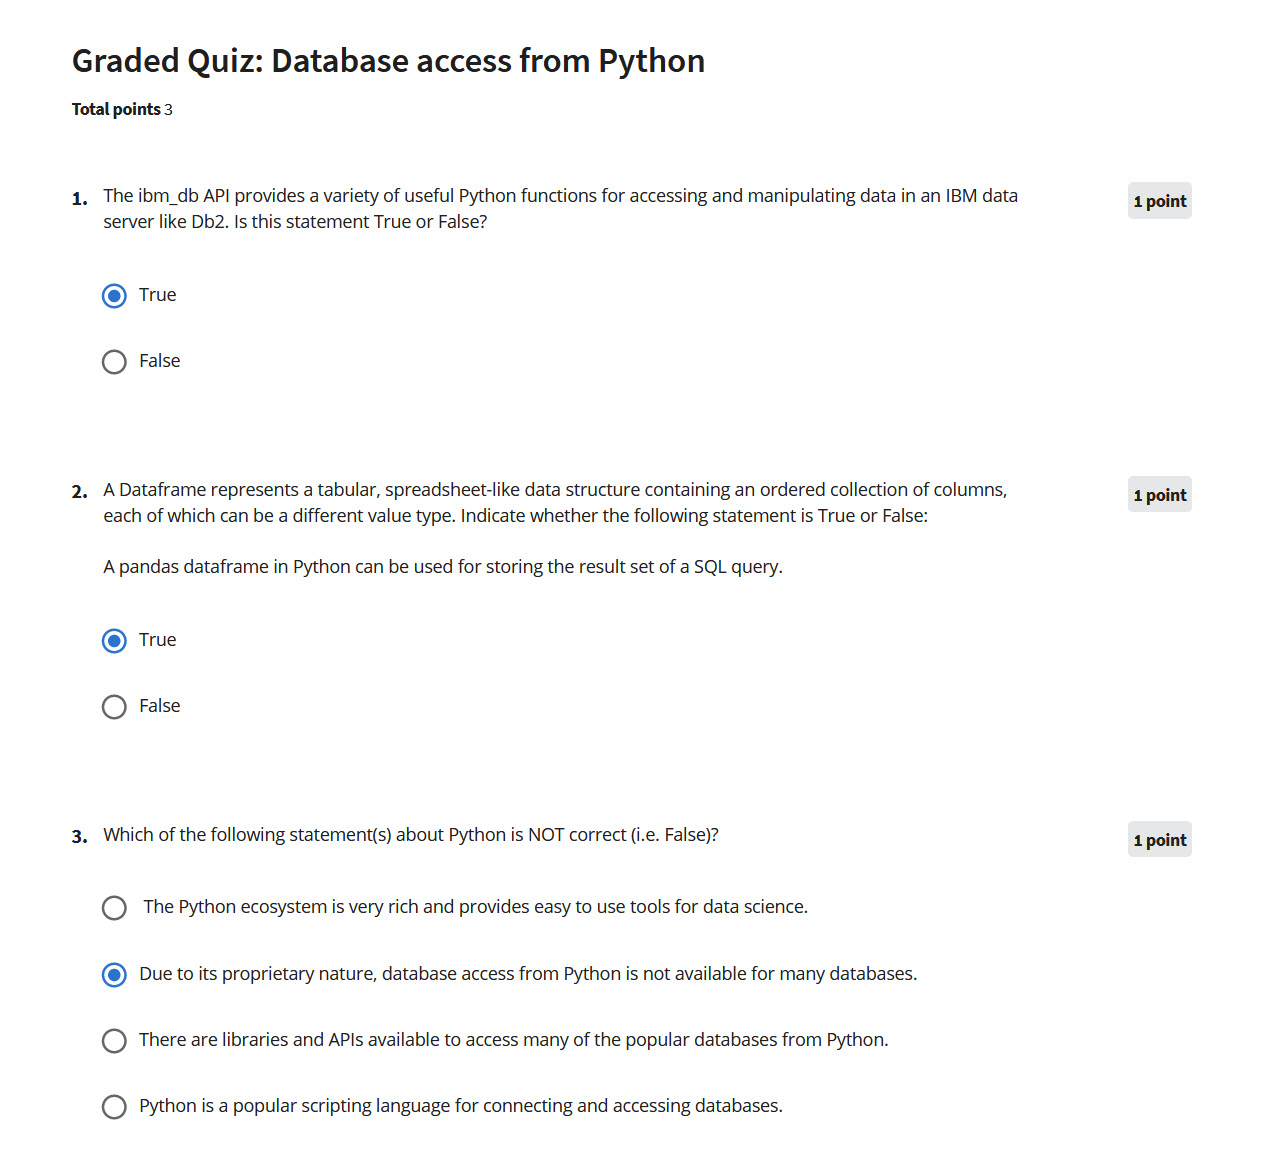 Graded Quiz: Database access from Python
Total points 3
1. The ibm_db API provides a variety of useful Python functions for accessing and manipulating data in an IBM data
server like Db2. Is this statement True or False?
1 point
True
False
2. A Dataframe represents a tabular, spreadsheet-like data structure containing an ordered collection of columns,
each of which can be a different value type. Indicate whether the following statement is True or False:
1 point
A pandas dataframe in Python can be used for storing the result set of a SQL query.
True
False
3. Which of the following statement(s) about Python is NOT correct (i.e. False)?
1 point
The Python ecosystem is very rich and provides easy to use tools for data science.
Due to its proprietary nature, database access from Python is not available for many databases.
There are libraries and APIs available to access many of the popular databases from Python.
Python is a popular scripting language for connecting and accessing databases.